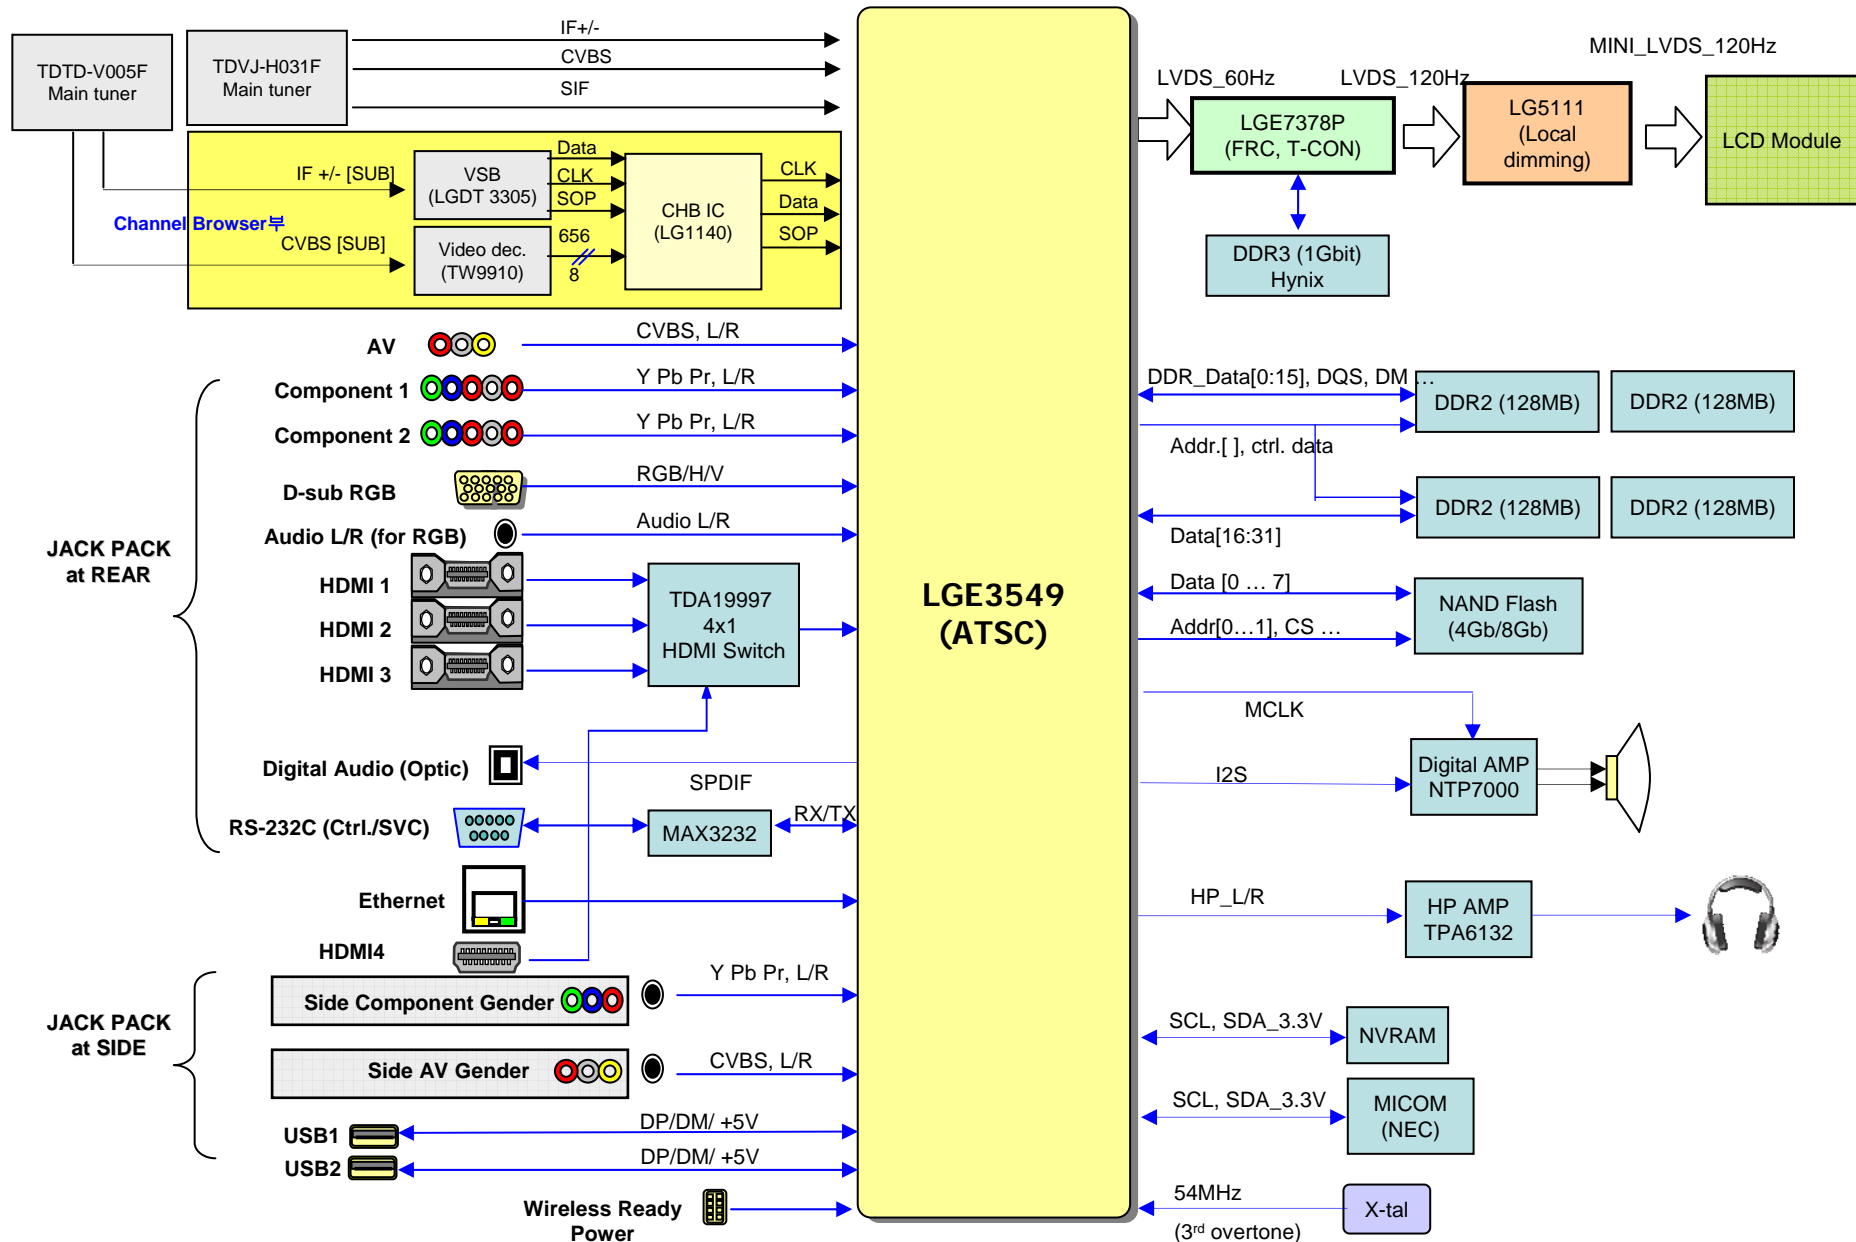 TDTD-V005F
Main tuner
TDVJ-H031F
Main tuner
IF+/-
CVBS
SIF
IF +/- [SUB]
Channel Browser부
CVBS [SUB]
VSB
(LGDT 3305)
Data
CLK
SOP
Video dec.
(TW9910)
656
8
CHB IC
(LG1140)
CLK
Data
SOP
LGE3549
(ATSC)
LVDS_60Hz
LGE7378P
(FRC, T-CON)
LVDS_120Hz
LG5111
(Local
dimming)
MINI_LVDS_120Hz
LCD Module
DDR3 (1Gbit)
Hynix
AV
CVBS, L/R
Component 1
Y Pb Pr, L/R
Component 2
Y Pb Pr, L/R
D-sub RGB
RGB/H/V
Audio L/R (for RGB)
Audio L/R
JACK PACK
at REAR
HDMI 1
HDMI 2
HDMI 3
TDA19997
4x1
HDMI Switch
Digital Audio (Optic)
SPDIF
RS-232C (Ctrl./SVC)
MAX3232
RX/TX
Ethernet
HDMI4
JACK PACK
at SIDE
Side Component Gender
Y Pb Pr, L/R
Side AV Gender
CVBS, L/R
USB1
DP/DM/ +5V
USB2
DP/DM/ +5V
Wireless Ready
Power
DDR_Data[0:15], DQS, DM …
DDR2 (128MB)
DDR2 (128MB)
Addr.[ ], ctrl. data
DDR2 (128MB)
DDR2 (128MB)
Data[16:31]
Data [0 … 7]
Addr[0…1], CS …
NAND Flash
(4Gb/8Gb)
MCLK
I2S
Digital AMP
NTP7000
HP_L/R
HP AMP
TPA6132
SCL, SDA_3.3V
NVRAM
SCL, SDA_3.3V
MICOM
(NEC)
54MHz
(3rd overtone)
X-tal